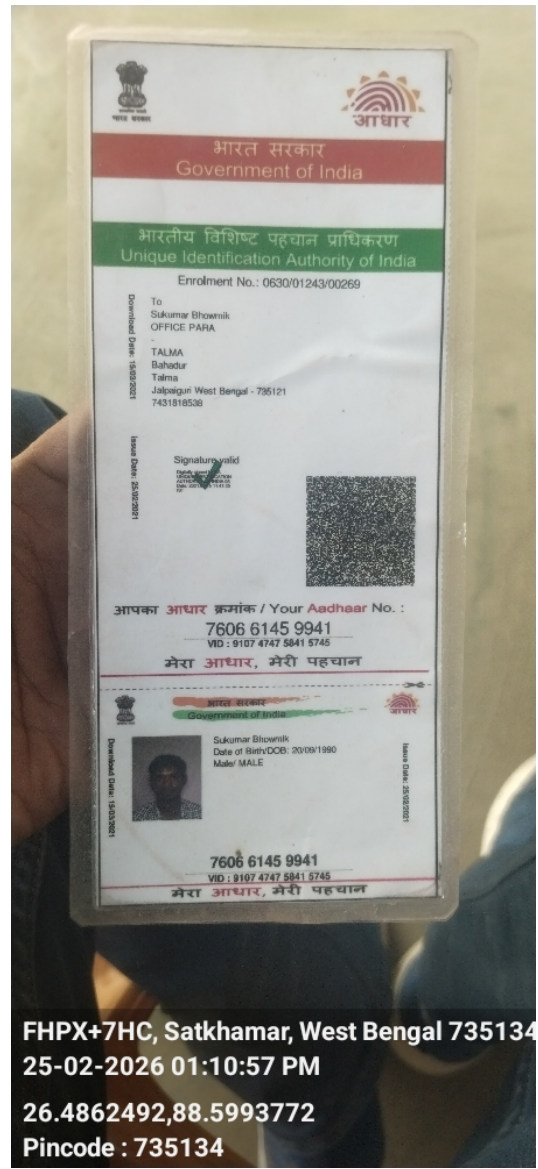 भारत सरकार
आधार
भारत सरकार
Government of India
भारतीय विशिष्ट पहचान प्राधिकरण
Unique Identification Authority of India
Enrolment No.: 0630/01243/00269
Download Date: 15/03/2021
To
Sukumar Bhowmik
OFFICE PARA
-
TALMA
Bahadur
Talma
Jalpaiguri West Bengal - 735121
7431818538
Issue Date: 25/02/2021
Signature valid
आपका आधार क्रमांक / Your Aadhaar No. :
7606 6145 9941
VID : 9107 4747 5841 5745
मेरा आधार, मेरी पहचान
भारत सरकार
Government of India
आधार
Download Date: 15/03/2021
Sukumar Bhowmik
Date of Birth/DOB: 20/09/1990
Male/ MALE
Issue Date: 25/02/2021
7606 6145 9941
VID : 9107 4747 5841 5745
मेरा आधार, मेरी पहचान
FHPX+7HC, Satkhamar, West Bengal 735134
25-02-2026 01:10:57 PM
26.4862492,88.5993772
Pincode : 735134